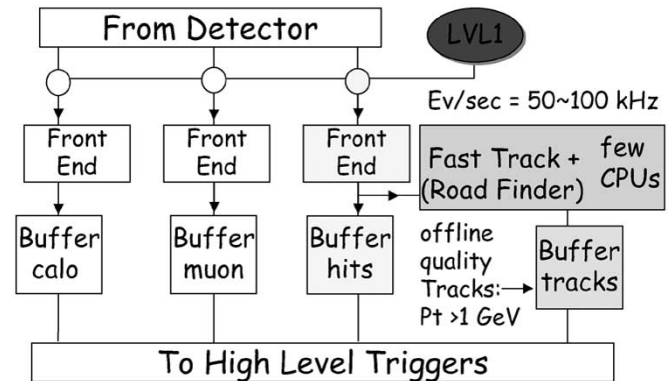 From Detector
LVL1
Ev/sec = 50~100 kHz
Front
End
Front
End
Front
End
Fast Track +
(Road Finder)
few
CPUs
Buffer
calo
Buffer
muon
Buffer
hits
offline
quality
Tracks:
Pt >1 GeV
Buffer
tracks
To High Level Triggers